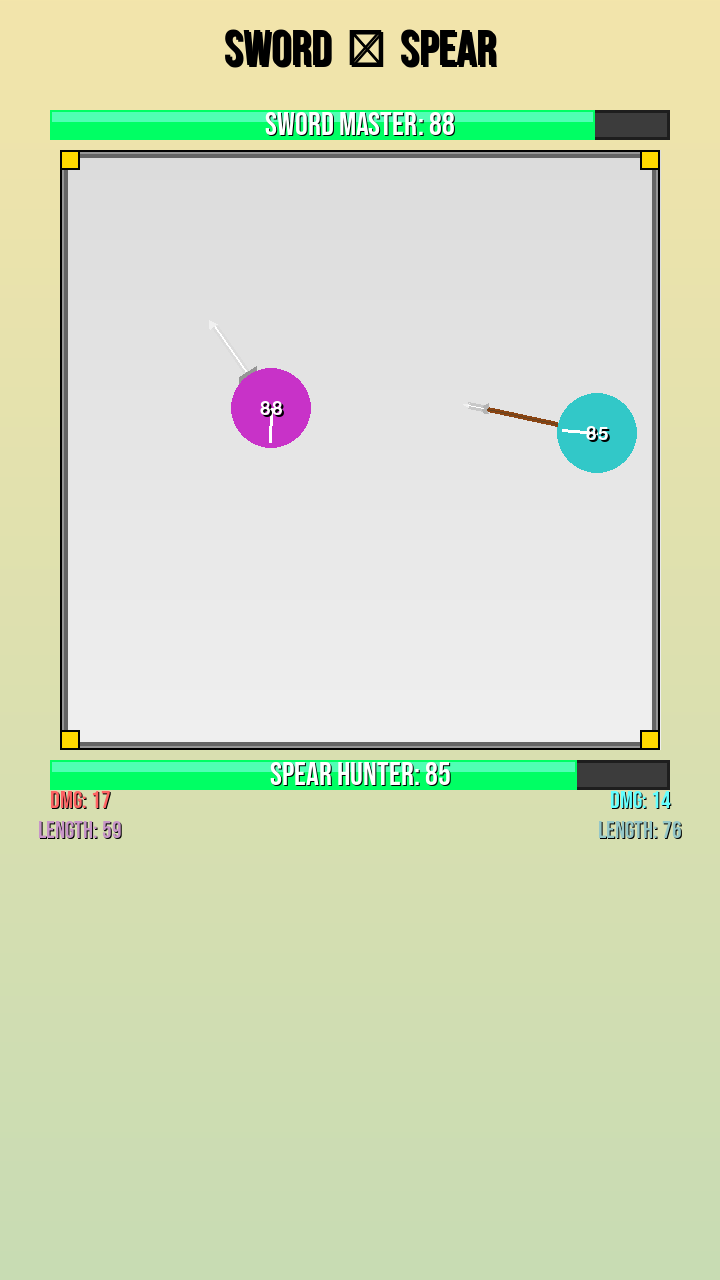 SWORD ☒ SPEAR
SWORD MASTER: 88
88
85
SPEAR HUNTER: 85
DMG: 17
DMG: 14
LENGTH: 59
LENGTH: 76